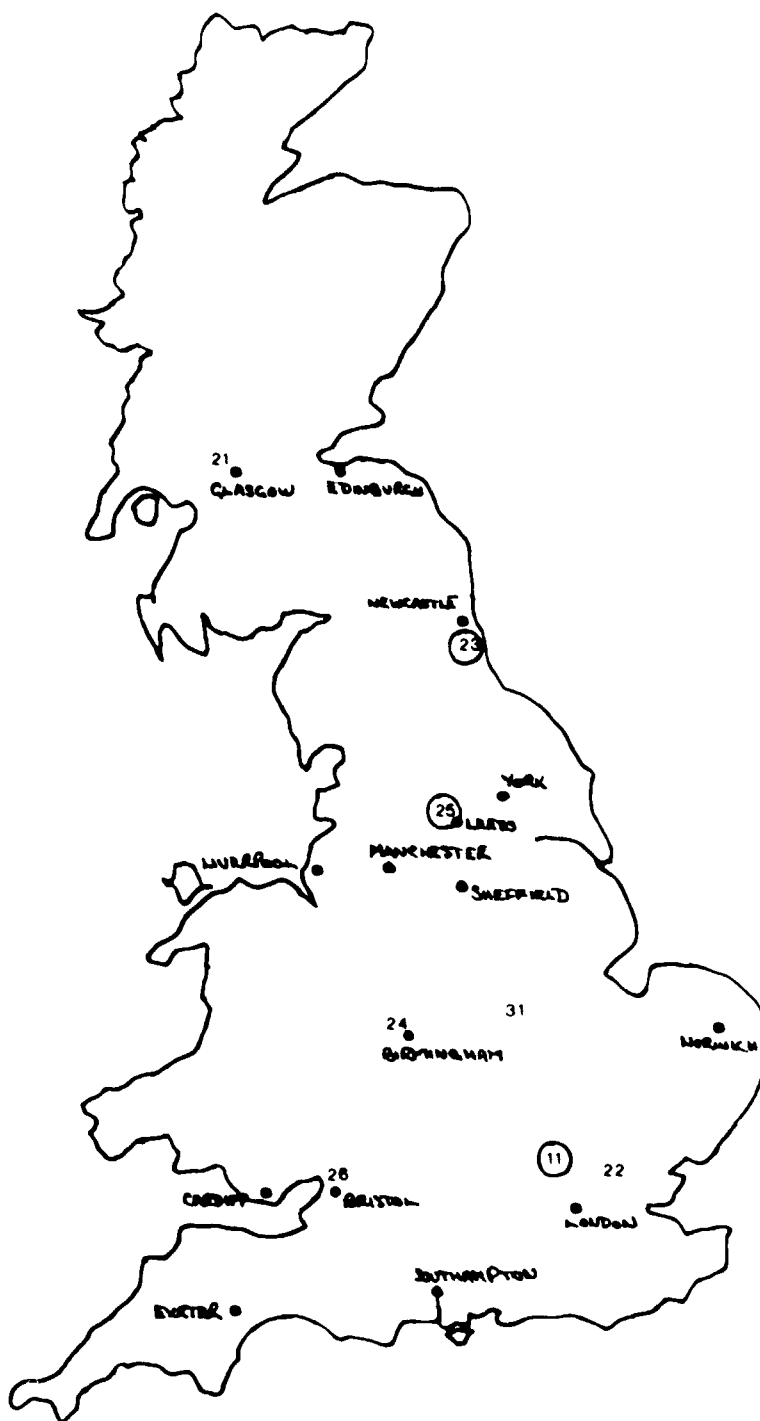 21
GLASGOW
EDINBURGH
NEWCASTLE
23
YORK
25
LEEDS
LIVERPOOL
MANCHESTER
SHEFFIELD
31
24
BIRMINGHAM
NORWICH
11
22
26
CARDIFF
BRISTOL
LONDON
SOUTHAMPTON
EXETER